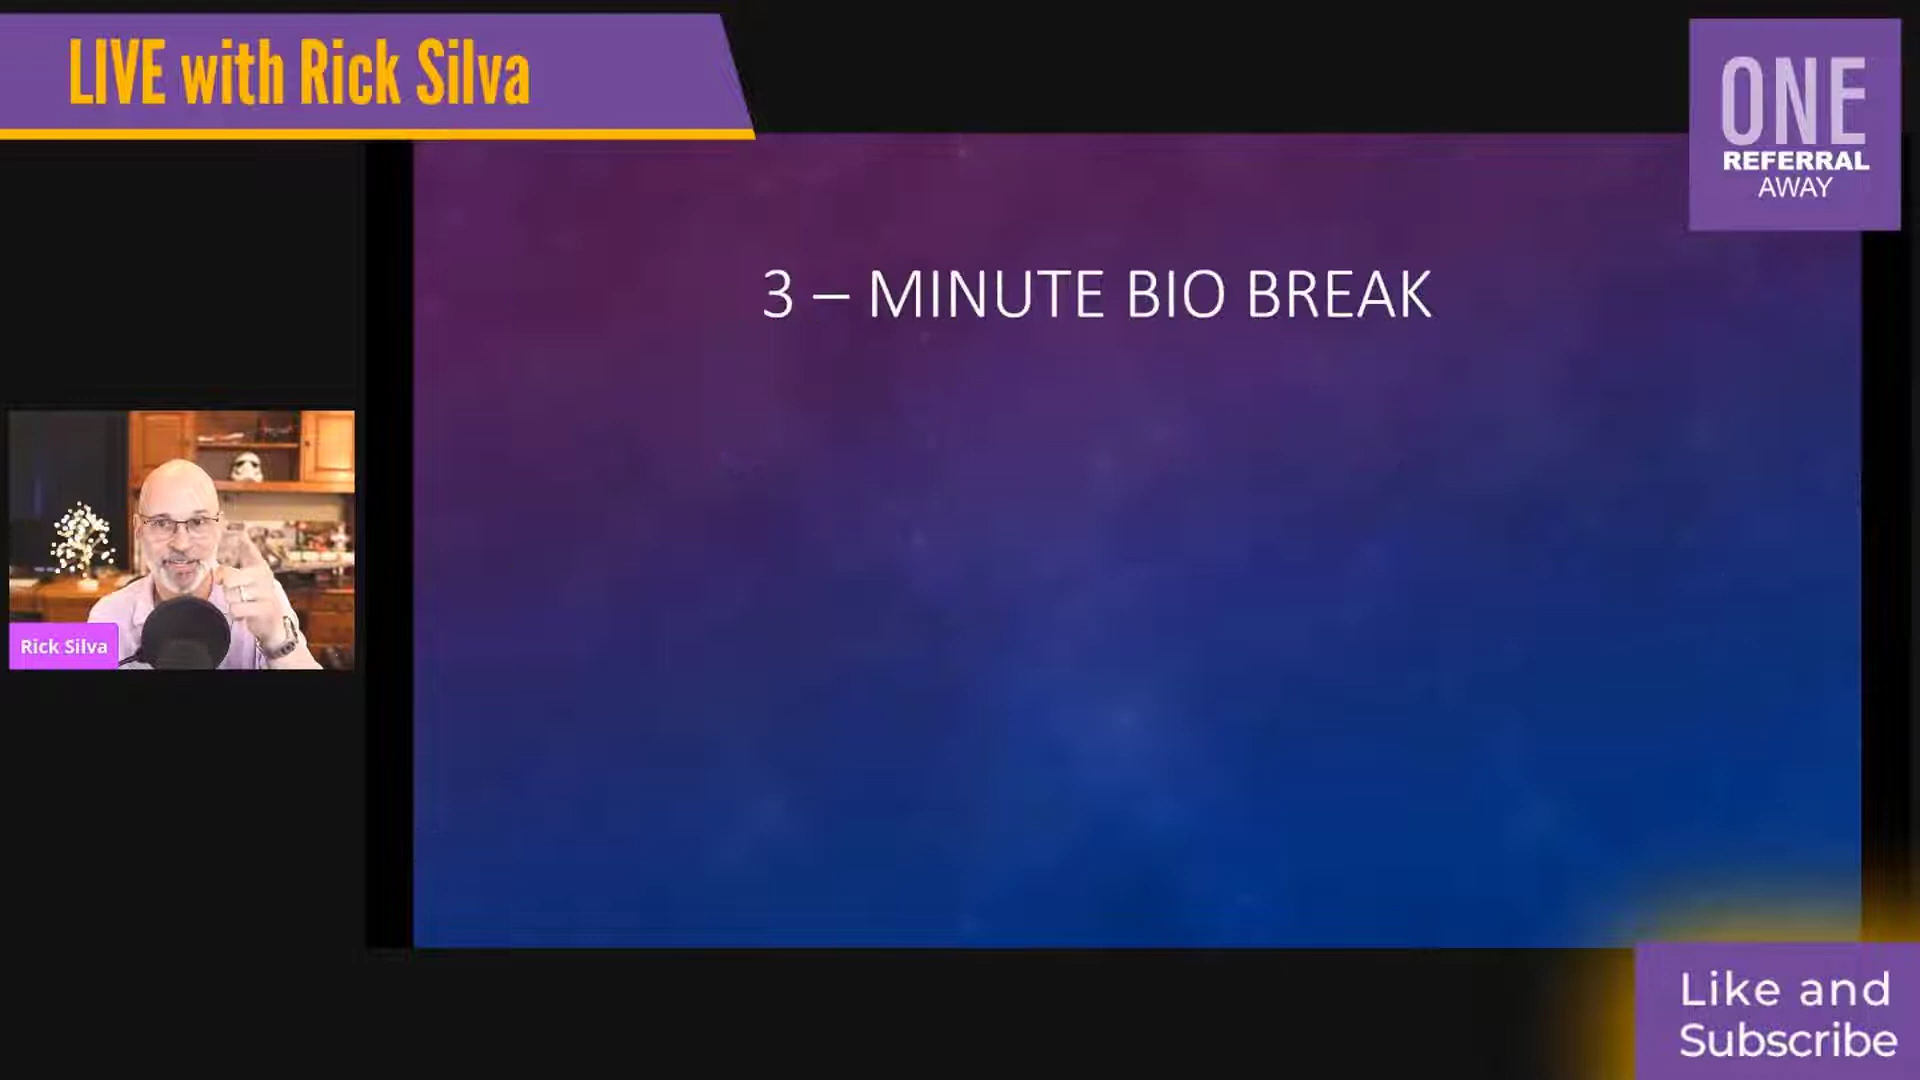 LIVE with Rick Silva
ONE
REFERRAL
AWAY
3 – MINUTE BIO BREAK
Rick Silva
Like and
Subscribe